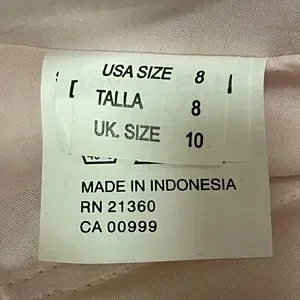 USA SIZE 8
TALLA 8
UK. SIZE 10
MADE IN INDONESIA
RN 21360
CA 00999